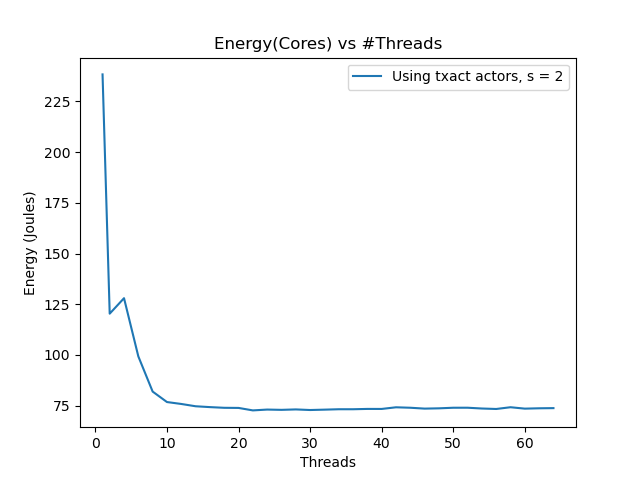 Energy(Cores) vs #Threads
Using txact actors, s = 2
225
200
175
150
125
100
75
Energy (Joules)
0 10 20 30 40 50 60
Threads